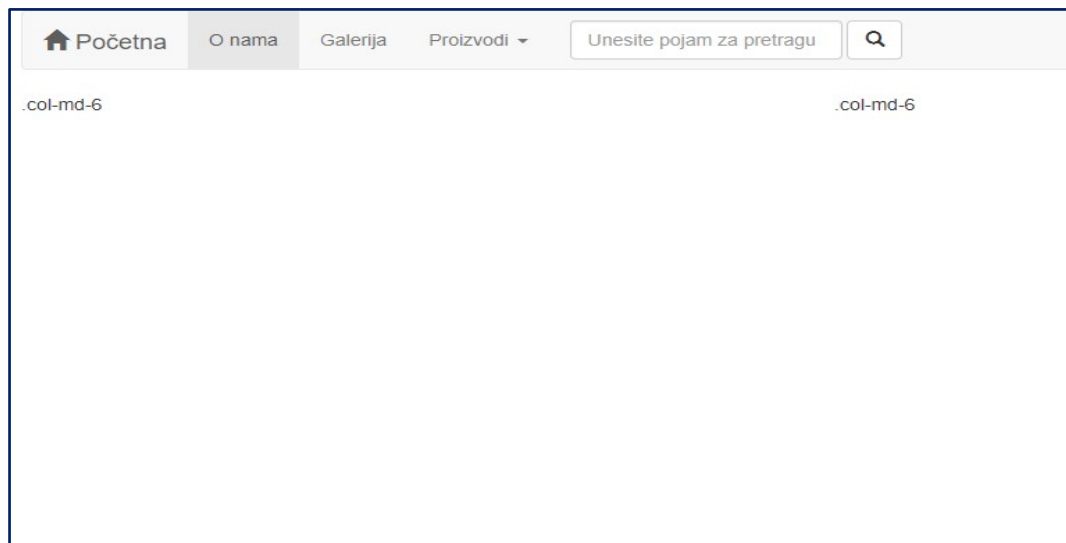 Početna O nama Galerija Proizvodi Unesite pojam za pretragu
.col-md-6 .col-md-6